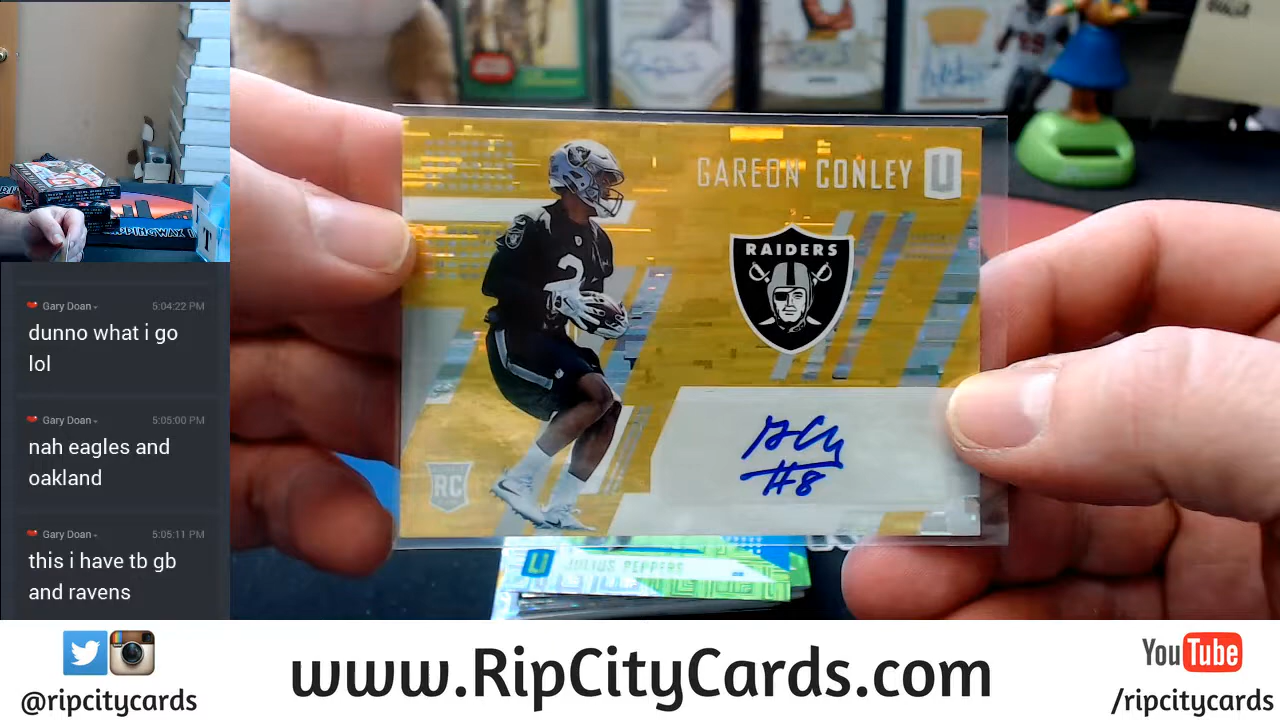 Gary Doan 5:04:22 PM
dunno what i go
lol
Gary Doan 5:05:00 PM
nah eagles and
oakland
Gary Doan 5:05:11 PM
this i have tb gb
and ravens
GAREON CONLEY U
RAIDERS
2
RC
#8
U JULIUS PEPPERS
@ripcitycards
www.RipCityCards.com
YouTube
/ripcitycards